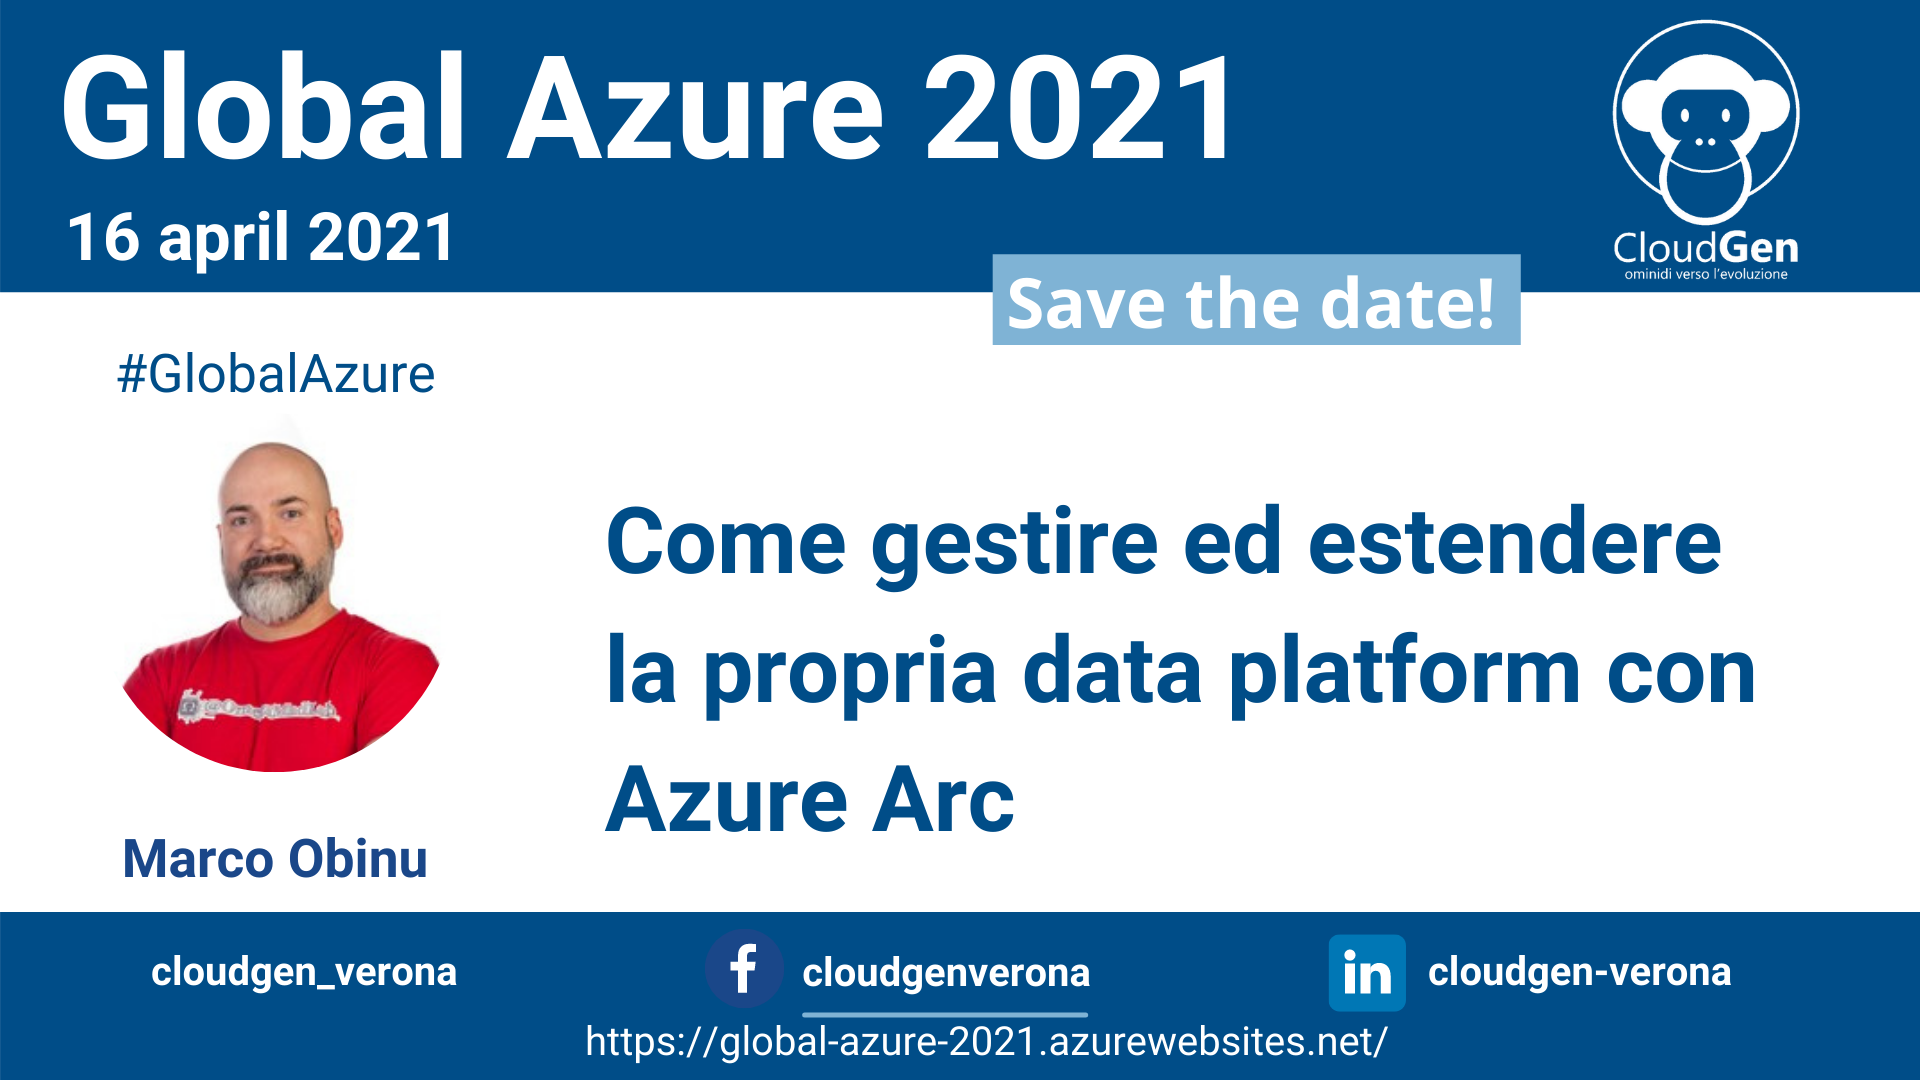 Global Azure 2021
16 april 2021
CloudGen
ominidi verso l'evoluzione
Save the date!
#GlobalAzure
Come gestire ed estendere
la propria data platform con
Azure Arc
Marco Obinu
cloudgen_verona
f cloudgenverona
in cloudgen-verona
https://global-azure-2021.azurewebsites.net/